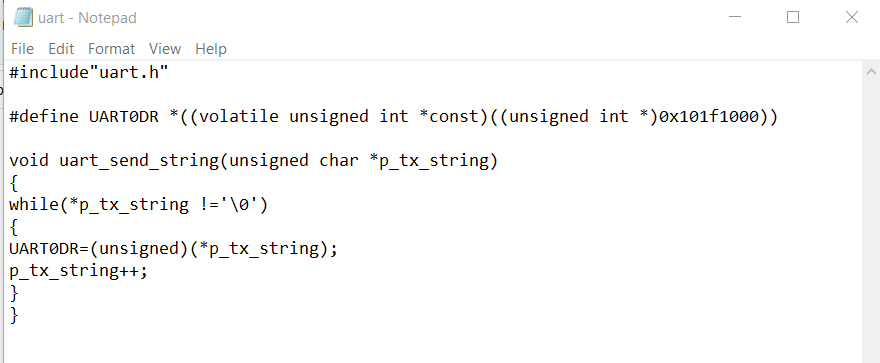 uart - Notepad
File Edit Format View Help
#include"uart.h"
#define UART0DR *((volatile unsigned int *const)((unsigned int *)0x101f1000))
void uart_send_string(unsigned char *p_tx_string)
{
while(*p_tx_string !='\0')
{
UART0DR=(unsigned)(*p_tx_string);
p_tx_string++;
}
}